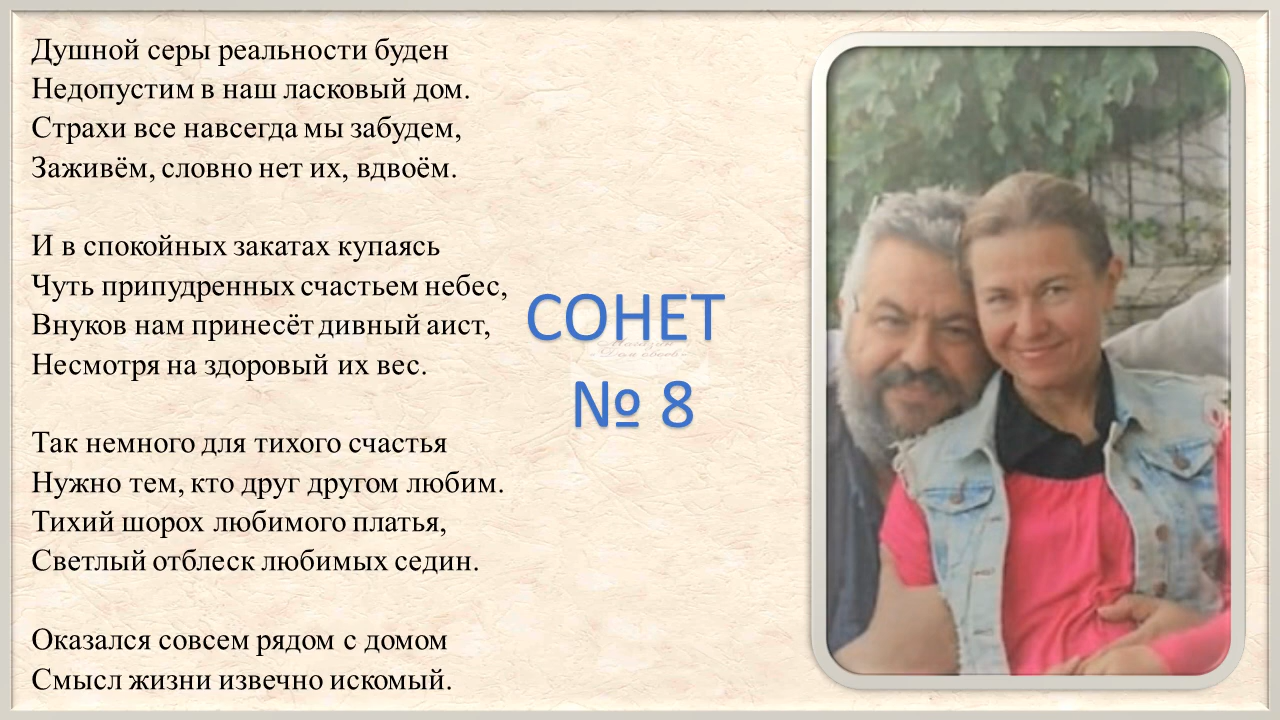 Душной серы реальности буден
Недопустим в наш ласковый дом.
Страхи все навсегда мы забудем,
Заживём, словно нет их, вдвоём.
И в спокойных закатах купаясь
Чуть припудренных счастьем небес,
Внуков нам принесёт дивный аист,
Несмотря на здоровый их вес.
Так немного для тихого счастья
Нужно тем, кто друг другом любим.
Тихий шорох любимого платья,
Светлый отблеск любимых седин.
Оказался совсем рядом с домом
Смысл жизни извечно искомый.
СОНЕТ
№ 8
Магазин
"Дом обоев"